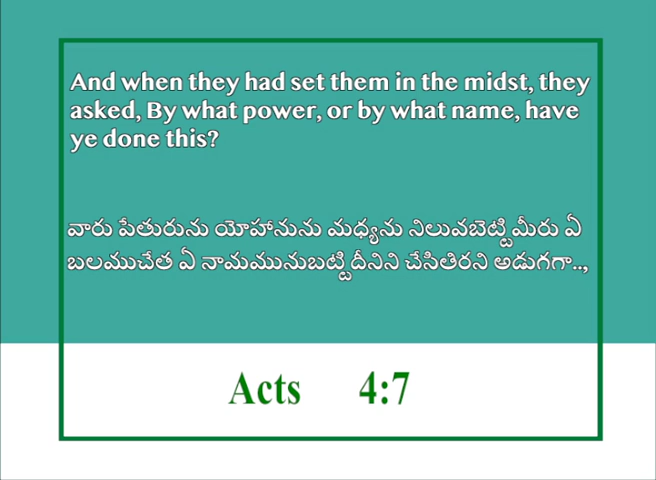 And when they had set them in the midst, they
asked, By what power, or by what name, have
ye done this?
వారు పేతురును యోహానును మధ్యను నిలువబెట్టిమీరు ఏ
బలముచేత ఏ నామమునుబట్టిదీనిని చేసితిరని అడుగగా..,
Acts 4:7